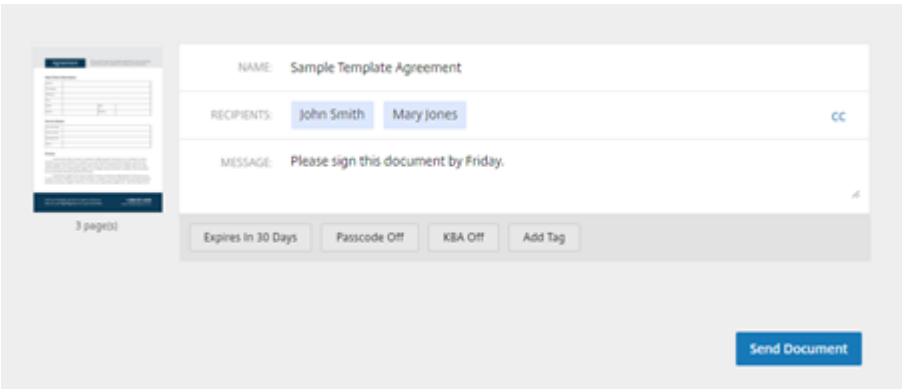 Agreement
NAME: Sample Template Agreement
RECIPIENTS: John Smith Mary Jones CC
MESSAGE: Please sign this document by Friday.
3 page(s)
Expires In 30 Days Passcode Off KBA Off Add Tag
Send Document